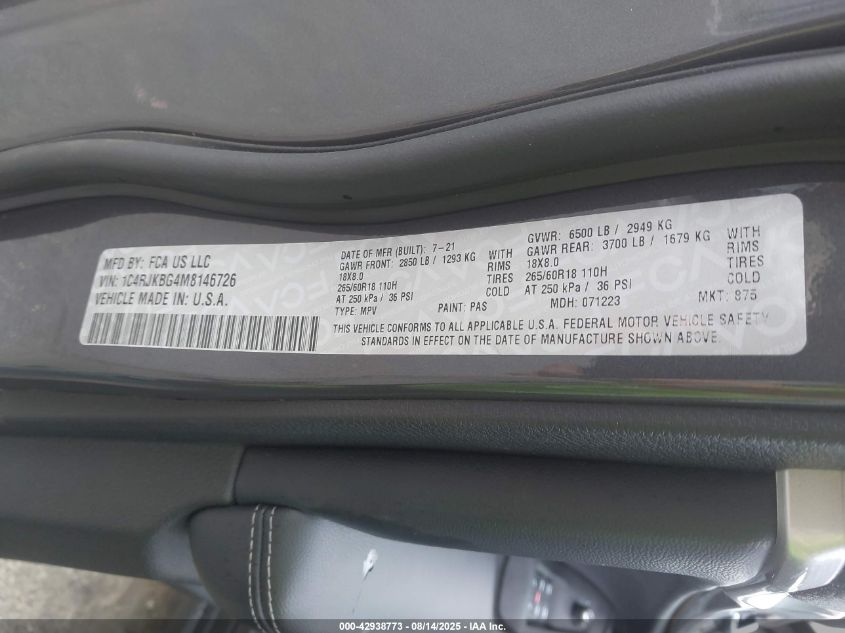 MFD BY: FCA US LLC
VIN: 1C4RJKBG4M8146726
VEHICLE MADE IN: U.S.A.
DATE OF MFR (BUILT): 7-21
GAWR FRONT: 2850 LB / 1293 KG WITH
18X8.0 RIMS
265/60R18 110H TIRES
AT 250 kPa / 36 PSI COLD
TYPE: MPV PAINT: PAS
GVWR: 6500 LB / 2949 KG
GAWR REAR: 3700 LB / 1679 KG WITH
18X8.0 RIMS
265/60R18 110H TIRES
AT 250 kPa / 36 PSI COLD
MDH: 071223 MKT: 875
THIS VEHICLE CONFORMS TO ALL APPLICABLE U.S.A. FEDERAL MOTOR VEHICLE SAFETY
STANDARDS IN EFFECT ON THE DATE OF MANUFACTURE SHOWN ABOVE.
000-42938773 - 08/14/2025 - IAA Inc.